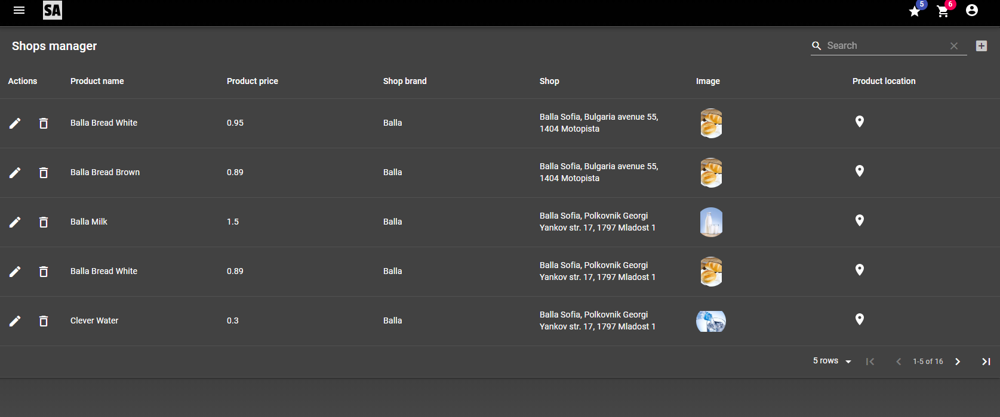 SA
5
6
Shops manager
Search
Actions Product name Product price Shop brand Shop Image Product location
Balla Bread White 0.95 Balla Balla Sofia, Bulgaria avenue 55,
1404 Motopista
Balla Bread Brown 0.89 Balla Balla Sofia, Bulgaria avenue 55,
1404 Motopista
Balla Milk 1.5 Balla Balla Sofia, Polkovnik Georgi
Yankov str. 17, 1797 Mladost 1
Balla Bread White 0.89 Balla Balla Sofia, Polkovnik Georgi
Yankov str. 17, 1797 Mladost 1
Clever Water 0.3 Balla Balla Sofia, Polkovnik Georgi
Yankov str. 17, 1797 Mladost 1
5 rows 1-5 of 16